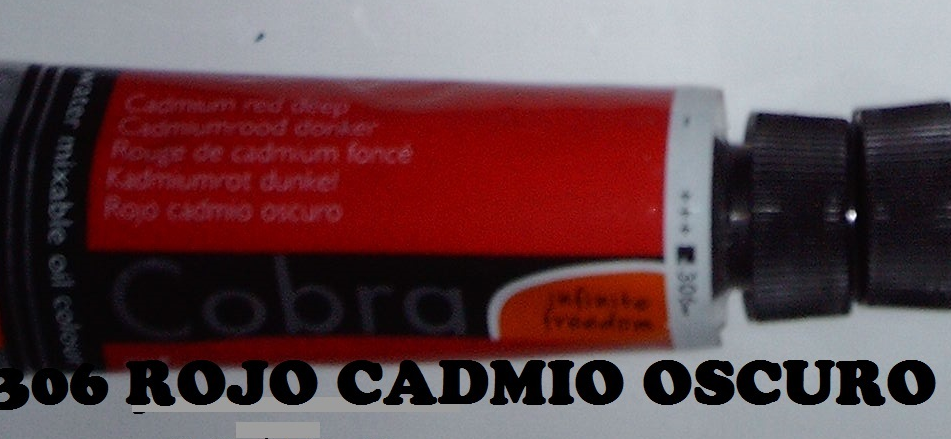 Cadmium red deep
Cadmiumrood donker
Rouge de cadmium foncé
Kadmiumrot dunkel
Rojo cadmio oscuro
water mixable oil colour
Cobra
infinite
freedom
+++
306 ROJO CADMIO OSCURO